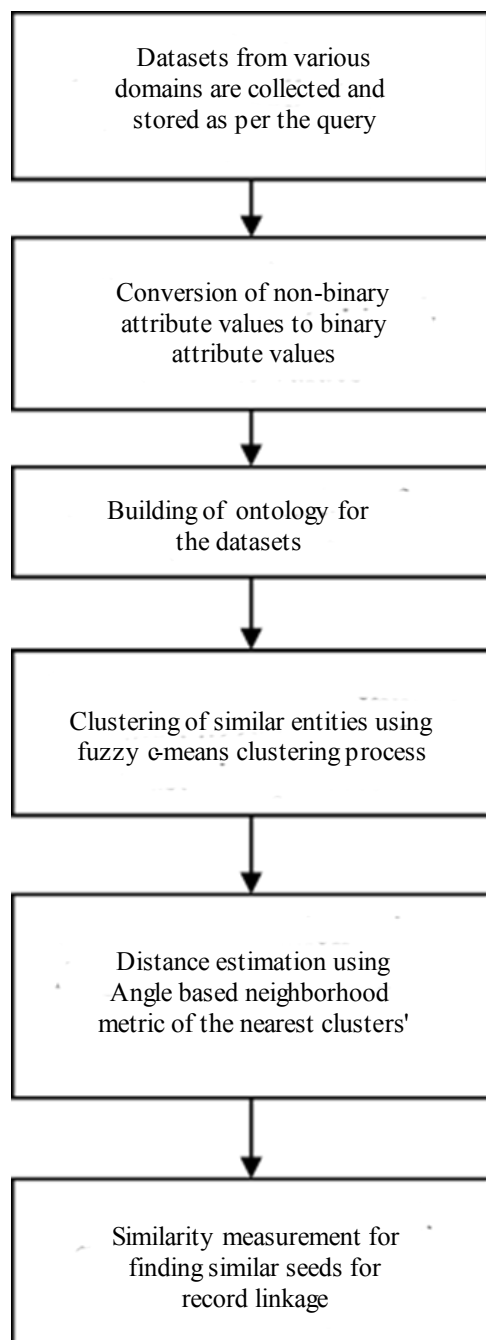 Datasets from various
domains are collected and
stored as per the query
Conversion of non-binary
attribute values to binary
attribute values
Building of ontology for
the datasets
Clustering of similar entities using
fuzzy c-means clustering process
Distance estimation using
Angle based neighborhood
metric of the nearest clusters'
Similarity measurement for
finding similar seeds for
record linkage